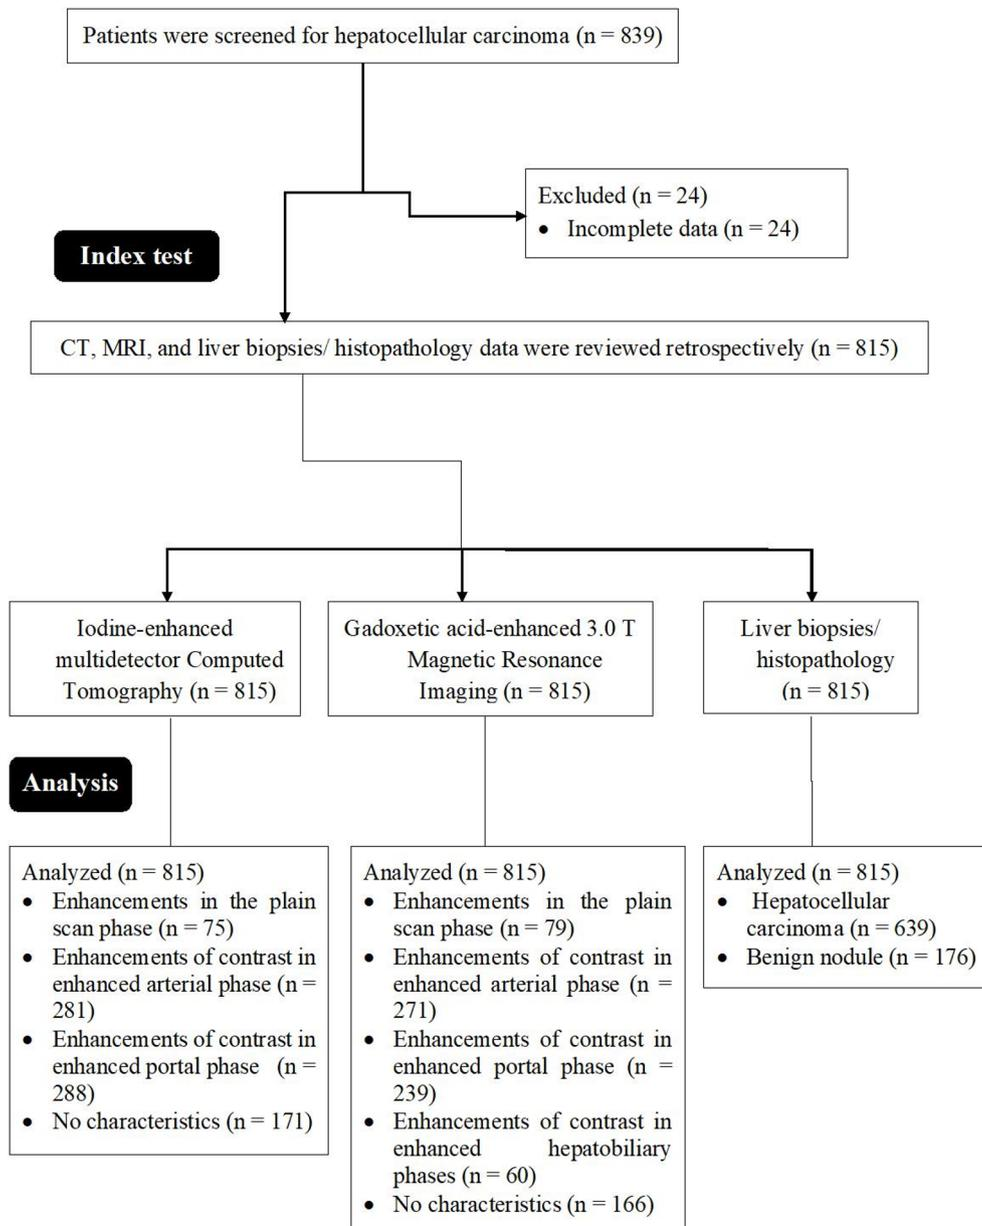 Patients were screened for hepatocellular carcinoma (n = 839)
Excluded (n = 24)
• Incomplete data (n = 24)
Index test
CT, MRI, and liver biopsies/ histopathology data were reviewed retrospectively (n = 815)
Iodine-enhanced
multidetector Computed
Tomography (n = 815)
Gadoxetic acid-enhanced 3.0 T
Magnetic Resonance
Imaging (n = 815)
Liver biopsies/
histopathology
(n = 815)
Analysis
Analyzed (n = 815)
• Enhancements in the plain
scan phase (n = 75)
• Enhancements of contrast in
enhanced arterial phase (n =
281)
• Enhancements of contrast in
enhanced portal phase (n =
288)
• No characteristics (n = 171)
Analyzed (n = 815)
• Enhancements in the plain
scan phase (n = 79)
• Enhancements of contrast in
enhanced arterial phase (n =
271)
• Enhancements of contrast in
enhanced portal phase (n =
239)
• Enhancements of contrast in
enhanced hepatobiliary
phases (n = 60)
• No characteristics (n = 166)
Analyzed (n = 815)
• Hepatocellular
carcinoma (n = 639)
• Benign nodule (n = 176)